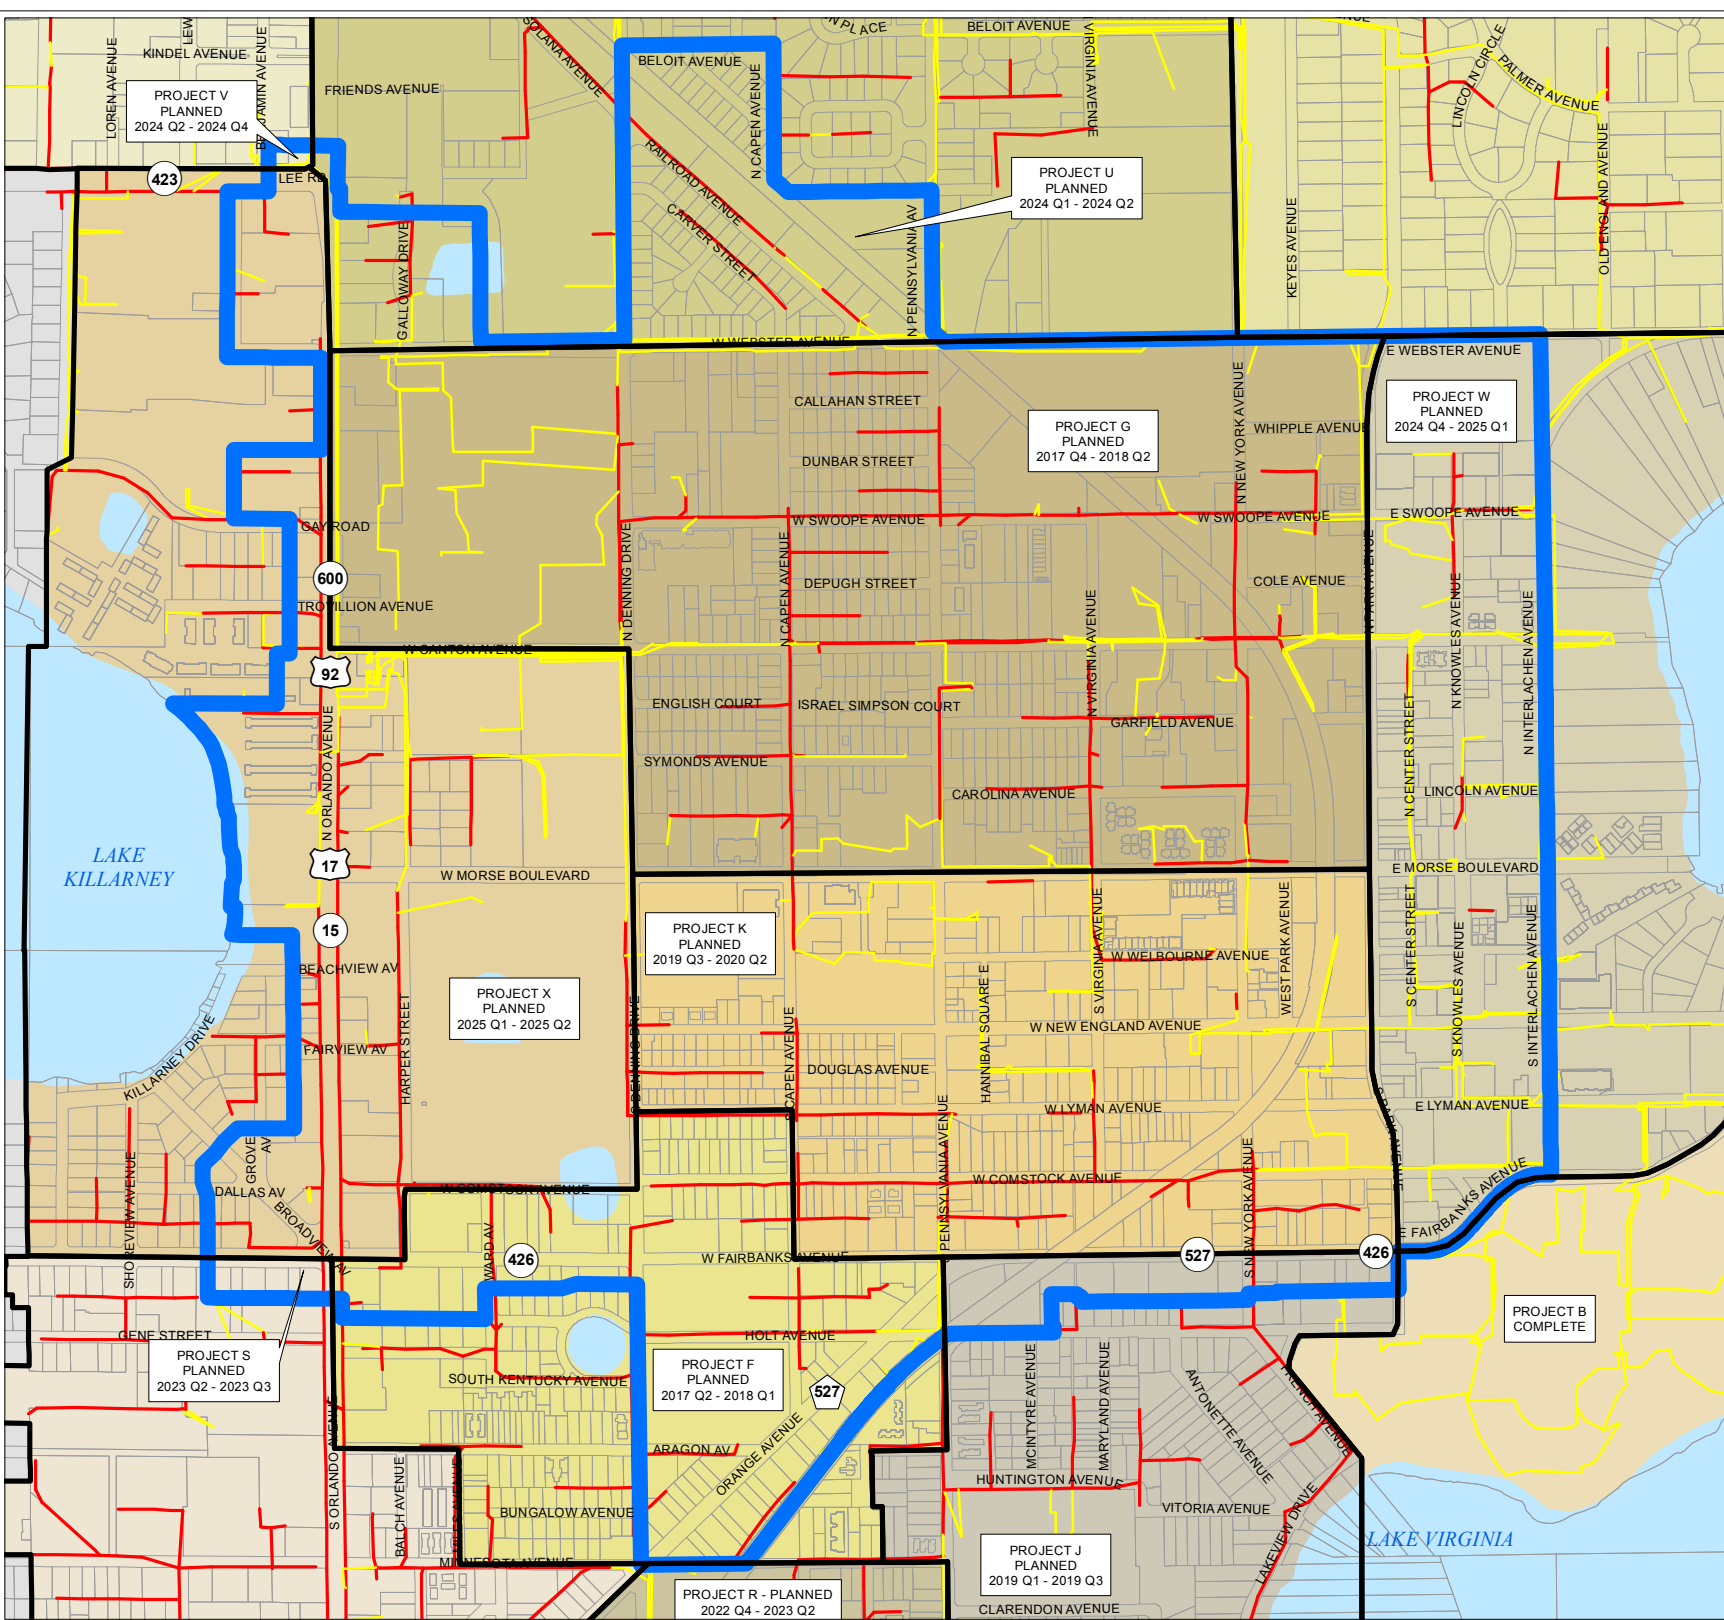 LOREN AVENUE
LEW
KINDEL AVENUE
FRIENDS AVENUE
SOLANA AVENUE
BELOIT AVENUE
N CAPEN AVENUE
N PLACE
BELOIT AVENUE
VIRGINIA AVENUE
LINCOLN CIRCLE
PALMER AVENUE
OLD ENGLAND AVENUE
KEYES AVENUE
PROJECT V
PLANNED
2024 Q2 - 2024 Q4
423
LEE RD
GALLOWAY DRIVE
RAILROAD AVENUE
CARVER STREET
N PENNSYLVANIA AV
PROJECT U
PLANNED
2024 Q1 - 2024 Q2
W WEBSTER AVENUE
E WEBSTER AVENUE
CALLAHAN STREET
DUNBAR STREET
PROJECT G
PLANNED
2017 Q4 - 2018 Q2
N NEW YORK AVENUE
WHIPPLE AVENUE
PROJECT W
PLANNED
2024 Q4 - 2025 Q1
GAY ROAD
W SWOOPE AVENUE
W SWOOPE AVENUE
E SWOOPE AVENUE
600
TROVILLION AVENUE
N DENNING DRIVE
N CAPEN AVENUE
DEPUGH STREET
COLE AVENUE
N PARK AVENUE
N KNOWLES AVENUE
N INTERLACHEN AVENUE
W CANTON AVENUE
92
N ORLANDO AVENUE
ENGLISH COURT
ISRAEL SIMPSON COURT
N VIRGINIA AVENUE
GARFIELD AVENUE
N CENTER STREET
SYMONDS AVENUE
CAROLINA AVENUE
LINCOLN AVENUE
LAKE
KILLARNEY
17
W MORSE BOULEVARD
E MORSE BOULEVARD
15
PROJECT K
PLANNED
2019 Q3 - 2020 Q2
S VIRGINIA AVENUE
W WELBOURNE AVENUE
WEST PARK AVENUE
S CENTER STREET
S KNOWLES AVENUE
S INTERLACHEN AVENUE
BEACHVIEW AV
PROJECT X
PLANNED
2025 Q1 - 2025 Q2
HARPER STREET
S DENNING DRIVE
S CAPEN AVENUE
HANNIBAL SQUARE E
W NEW ENGLAND AVENUE
KILLARNEY DRIVE
FAIRVIEW AV
DOUGLAS AVENUE
W LYMAN AVENUE
E LYMAN AVENUE
S PARK AVENUE
SHOREVIEW AVENUE
GROVE
AV
DALLAS AV
BROADVIEW AV
W COMSTOCK AVENUE
W COMSTOCK AVENUE
S PENNSYLVANIA AVENUE
S NEW YORK AVENUE
WARD AV
426
W FAIRBANKS AVENUE
527
426
E FAIRBANKS AVENUE
GENE STREET
PROJECT S
PLANNED
2023 Q2 - 2023 Q3
HOLT AVENUE
PROJECT B
COMPLETE
SOUTH KENTUCKY AVENUE
PROJECT F
PLANNED
2017 Q2 - 2018 Q1
527
MCINTYRE AVENUE
MARYLAND AVENUE
ANTONETTE AVENUE
FRENCH AVENUE
S ORLANDO AVENUE
BALCH AVENUE
ARAGON AV
ORANGE AVENUE
HUNTINGTON AVENUE
BUNGALOW AVENUE
VITORIA AVENUE
LAKEVIEW DRIVE
LAKE VIRGINIA
MINNESOTA AVENUE
PROJECT J
PLANNED
2019 Q1 - 2019 Q3
PROJECT R - PLANNED
2022 Q4 - 2023 Q2
CLARENDON AVENUE